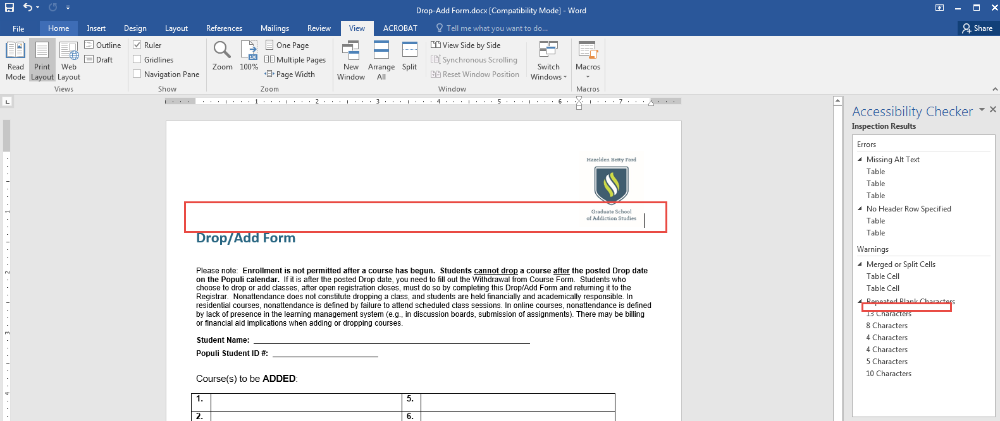 Drop-Add Form.docx [Compatibility Mode] - Word
File Home Insert Design Layout References Mailings Review View ACROBAT Tell me what you want to do... Share
Read Mode
Print Layout
Web Layout
Outline
Draft
Views
Ruler
Gridlines
Navigation Pane
Show
Zoom
100
100%
One Page
Multiple Pages
Page Width
Zoom
New Window
Arrange All
Split
View Side by Side
Synchronous Scrolling
Reset Window Position
Window
Switch Windows
Macros
Macros
L
1 2 3 4 5 6 7
1
2
3
4
Hazelden Betty Ford
Graduate School
of Addiction Studies
Drop/Add Form
Please note: Enrollment is not permitted after a course has begun. Students cannot drop a course after the posted Drop date
on the Populi calendar. If it is after the posted Drop date, you need to fill out the Withdrawal from Course Form. Students who
choose to drop or add classes, after open registration closes, must do so by completing this Drop/Add Form and returning it to the
Registrar. Nonattendance does not constitute dropping a class, and students are held financially and academically responsible. In
residential courses, nonattendance is defined by failure to attend scheduled class sessions. In online courses, nonattendance is defined
by lack of presence in the learning management system (e.g., in discussion boards, submission of assignments). There may be billing
or financial aid implications when adding or dropping courses.
Student Name:
Populi Student ID #:
Course(s) to be ADDED:
1. 5.
2. 6.
Accessibility Checker
Inspection Results
Errors
Missing Alt Text
Table
Table
Table
No Header Row Specified
Table
Table
Warnings
Merged or Split Cells
Table Cell
Table Cell
Repeated Blank Characters
13 Characters
8 Characters
4 Characters
4 Characters
5 Characters
10 Characters